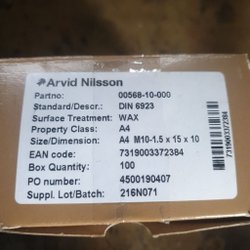 Arvid Nilsson
Partno: 00568-10-000
Standard/Descr.: DIN 6923
Surface Treatment: WAX
Property Class: A4
Size/Dimension: A4 M10-1.5 x 15 x 10
EAN code: 7319003372384
Box Quantity: 100
PO number: 4500190407
Suppl. Lot/Batch: 216N071
7319003372384